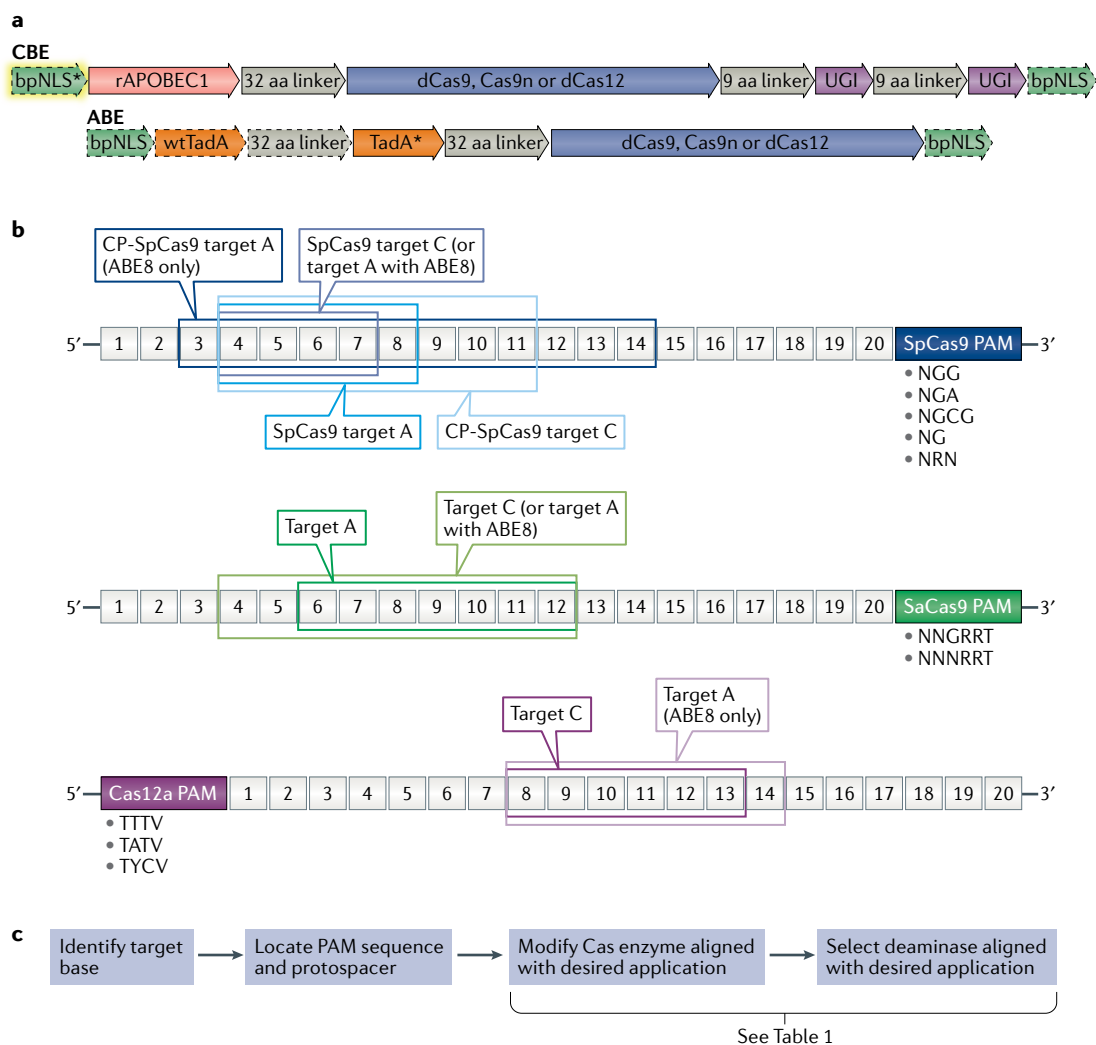 a
CBE
bpNLS* rAPOBEC1 32 aa linker dCas9, Cas9n or dCas12 9 aa linker UGI 9 aa linker UGI bpNLS
ABE
bpNLS wtTadA 32 aa linker TadA* 32 aa linker dCas9, Cas9n or dCas12 bpNLS
b
CP-SpCas9 target A
(ABE8 only)
SpCas9 target C (or
target A with ABE8)
5′ 1 2 3 4 5 6 7 8 9 10 11 12 13 14 15 16 17 18 19 20 SpCas9 PAM 3′
SpCas9 target A
CP-SpCas9 target C
• NGG
• NGA
• NGCG
• NG
• NRN
Target A
Target C (or target A
with ABE8)
5′ 1 2 3 4 5 6 7 8 9 10 11 12 13 14 15 16 17 18 19 20 SaCas9 PAM 3′
• NNGRRT
• NNNRRT
Target C
Target A
(ABE8 only)
5′ Cas12a PAM 1 2 3 4 5 6 7 8 9 10 11 12 13 14 15 16 17 18 19 20 3′
• TTTV
• TATV
• TYCV
c
Identify target
base
Locate PAM sequence
and protospacer
Modify Cas enzyme aligned
with desired application
Select deaminase aligned
with desired application
See Table 1